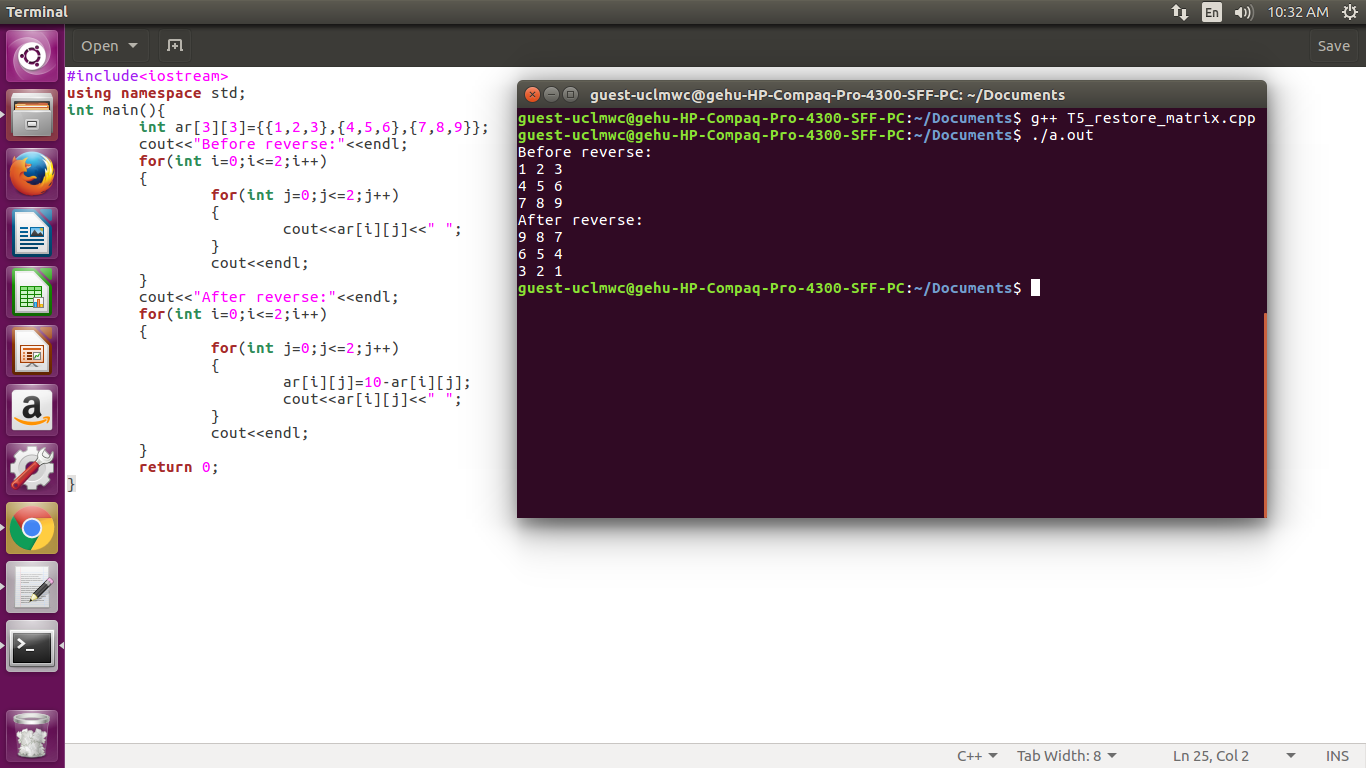 Terminal
En
10:32 AM
Open
Save
#include<iostream>
using namespace std;
int main(){
        int ar[3][3]={{1,2,3},{4,5,6},{7,8,9}};
        cout<<"Before reverse:"<<endl;
        for(int i=0;i<=2;i++)
        {
                for(int j=0;j<=2;j++)
                {
                        cout<<ar[i][j]<<" ";
                }
                cout<<endl;
        }
        cout<<"After reverse:"<<endl;
        for(int i=0;i<=2;i++)
        {
                for(int j=0;j<=2;j++)
                {
                        ar[i][j]=10-ar[i][j];
                        cout<<ar[i][j]<<" ";
                }
                cout<<endl;
        }
        return 0;
}
guest-uclmwc@gehu-HP-Compaq-Pro-4300-SFF-PC: ~/Documents
guest-uclmwc@gehu-HP-Compaq-Pro-4300-SFF-PC:~/Documents$ g++ T5_restore_matrix.cpp
guest-uclmwc@gehu-HP-Compaq-Pro-4300-SFF-PC:~/Documents$ ./a.out
Before reverse:
1 2 3
4 5 6
7 8 9
After reverse:
9 8 7
6 5 4
3 2 1
guest-uclmwc@gehu-HP-Compaq-Pro-4300-SFF-PC:~/Documents$
a
>_
C++ Tab Width: 8 Ln 25, Col 2 INS